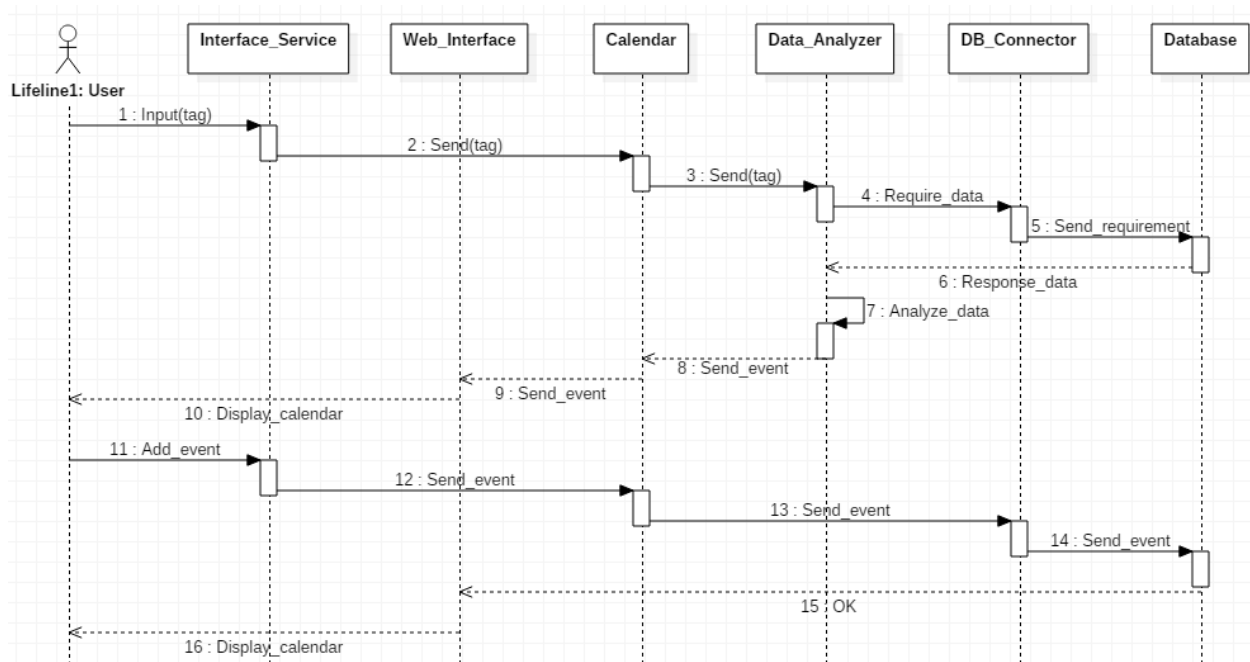 Interface_Service
Web_Interface
Calendar
Data_Analyzer
DB_Connector
Database
Lifeline1: User
1 : Input(tag)
2 : Send(tag)
3 : Send(tag)
4 : Require_data
5 : Send_requirement
6 : Response_data
7 : Analyze_data
8 : Send_event
9 : Send_event
10 : Display_calendar
11 : Add_event
12 : Send_event
13 : Send_event
14 : Send_event
15 : OK
16 : Display_calendar